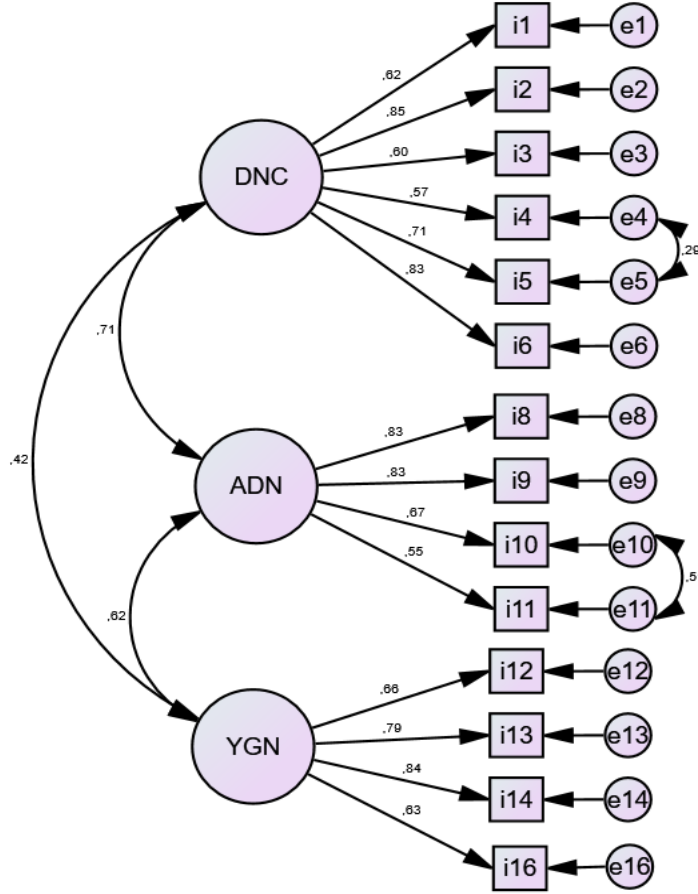 i1 e1
,62
i2 e2
,85
i3 e3
,60
DNC
i4 e4
,57
,71
,29
i5 e5
,83
i6 e6
,71
i8 e8
,83
,42
ADN
i9 e9
,83
,67
i10 e10
,55
,5
i11 e11
,62
i12 e12
,66
i13 e13
,79
YGN
,84
i14 e14
,63
i16 e16